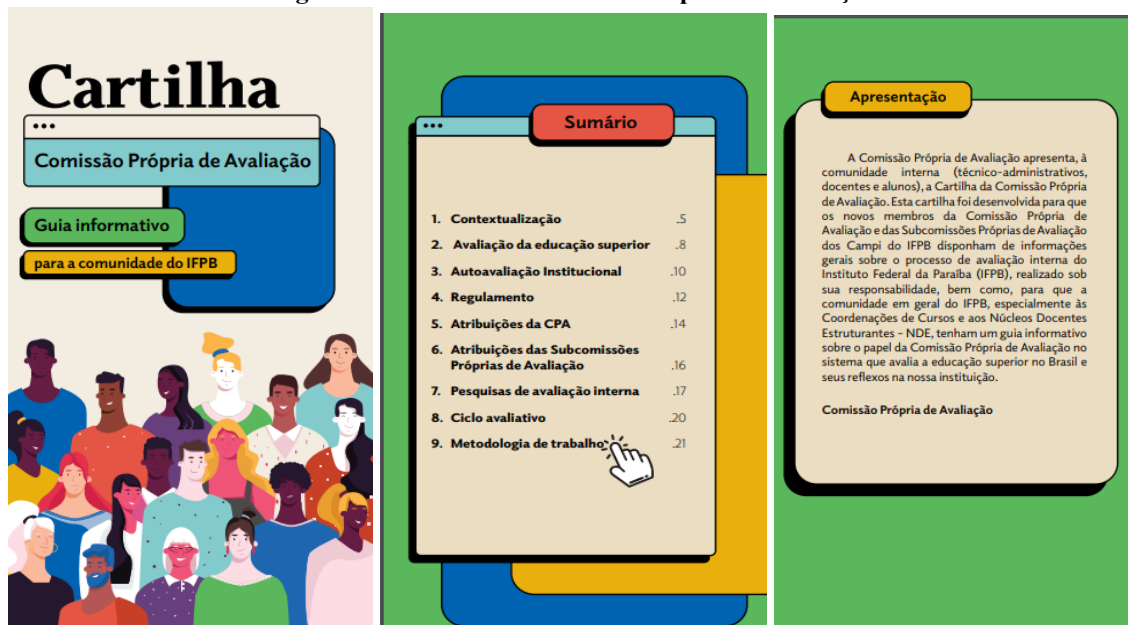 Cartilha
Comissão Própria de Avaliação
Guia informativo
para a comunidade do IFPB
Sumário
1. Contextualização .5
2. Avaliação da educação superior .8
3. Autoavaliação Institucional .10
4. Regulamento .12
5. Atribuições da CPA .14
6. Atribuições das Subcomissões
Próprias de Avaliação .16
7. Pesquisas de avaliação interna .17
8. Ciclo avaliativo .20
9. Metodologia de trabalho .21
Apresentação
A Comissão Própria de Avaliação apresenta, à
comunidade interna (técnico-administrativos,
docentes e alunos), a Cartilha da Comissão Própria
de Avaliação. Esta cartilha foi desenvolvida para que
os novos membros da Comissão Própria de
Avaliação e das Subcomissões Próprias de Avaliação
dos Campi do IFPB disponham de informações
gerais sobre o processo de avaliação interna do
Instituto Federal da Paraíba (IFPB), realizado sob
sua responsabilidade, bem como, para que a
comunidade em geral do IFPB, especialmente às
Coordenações de Cursos e aos Núcleos Docentes
Estruturantes - NDE, tenham um guia informativo
sobre o papel da Comissão Própria de Avaliação no
sistema que avalia a educação superior no Brasil e
seus reflexos na nossa instituição.
Comissão Própria de Avaliação